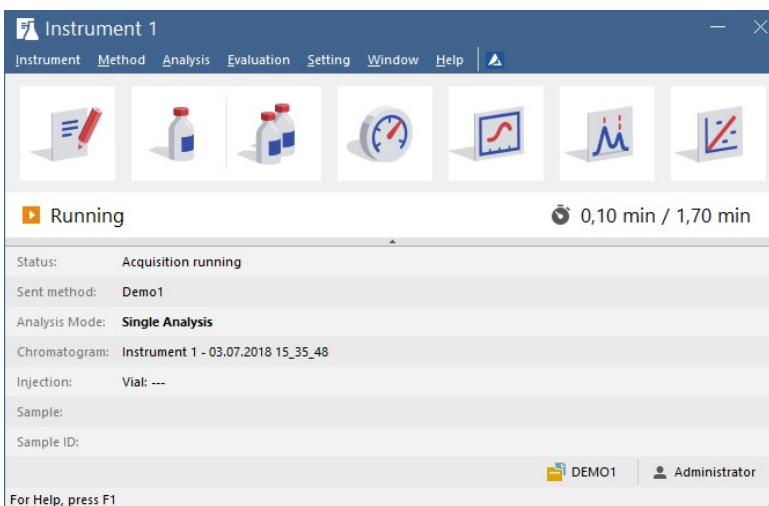 Instrument 1
Instrument Method Analysis Evaluation Setting Window Help
Running 0,10 min / 1,70 min
Status: Acquisition running
Sent method: Demo1
Analysis Mode: Single Analysis
Chromatogram: Instrument 1 - 03.07.2018 15_35_48
Injection: Vial: ---
Sample:
Sample ID:
DEMO1 Administrator
For Help, press F1